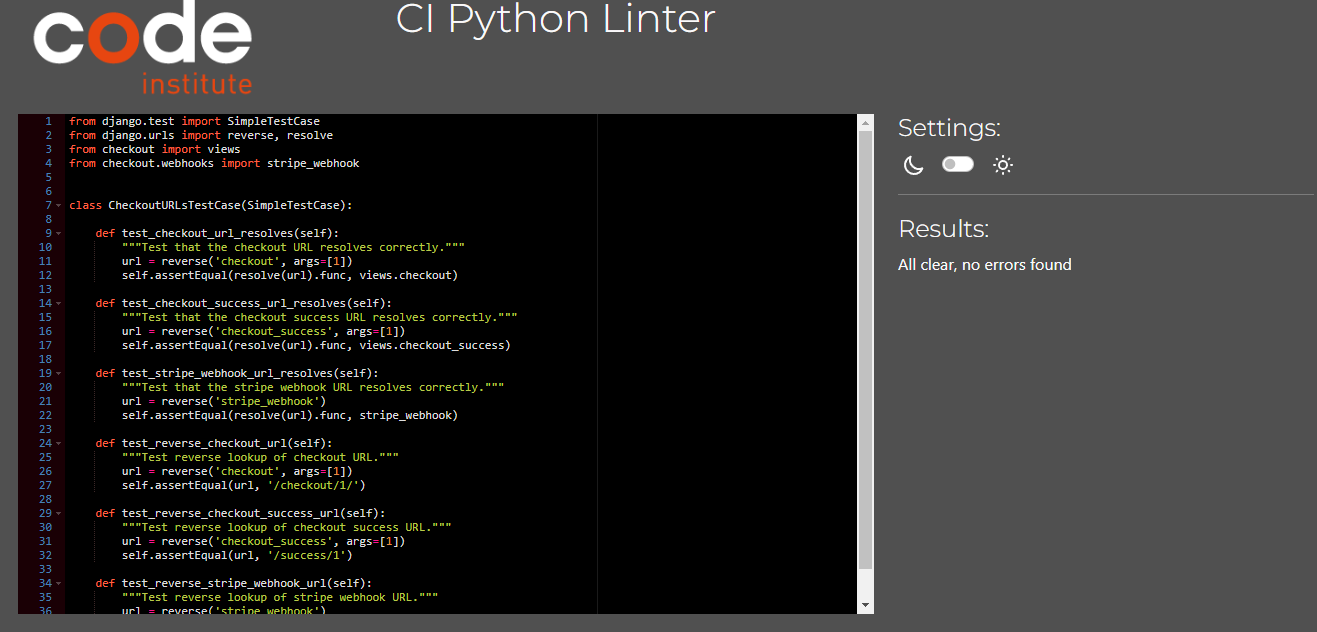 code
institute
CI Python Linter
1 from django.test import SimpleTestCase
2 from django.urls import reverse, resolve
3 from checkout import views
4 from checkout.webhooks import stripe_webhook
5
6
7 class CheckoutURLsTestCase(SimpleTestCase):
8
9     def test_checkout_url_resolves(self):
10         """Test that the checkout URL resolves correctly."""
11         url = reverse('checkout', args=[1])
12         self.assertEqual(resolve(url).func, views.checkout)
13
14     def test_checkout_success_url_resolves(self):
15         """Test that the checkout success URL resolves correctly."""
16         url = reverse('checkout_success', args=[1])
17         self.assertEqual(resolve(url).func, views.checkout_success)
18
19     def test_stripe_webhook_url_resolves(self):
20         """Test that the stripe webhook URL resolves correctly."""
21         url = reverse('stripe_webhook')
22         self.assertEqual(resolve(url).func, stripe_webhook)
23
24     def test_reverse_checkout_url(self):
25         """Test reverse lookup of checkout URL."""
26         url = reverse('checkout', args=[1])
27         self.assertEqual(url, '/checkout/1/')
28
29     def test_reverse_checkout_success_url(self):
30         """Test reverse lookup of checkout success URL."""
31         url = reverse('checkout_success', args=[1])
32         self.assertEqual(url, '/success/1')
33
34     def test_reverse_stripe_webhook_url(self):
35         """Test reverse lookup of stripe webhook URL."""
36         url = reverse('stripe_webhook')
Settings:
Results:
All clear, no errors found